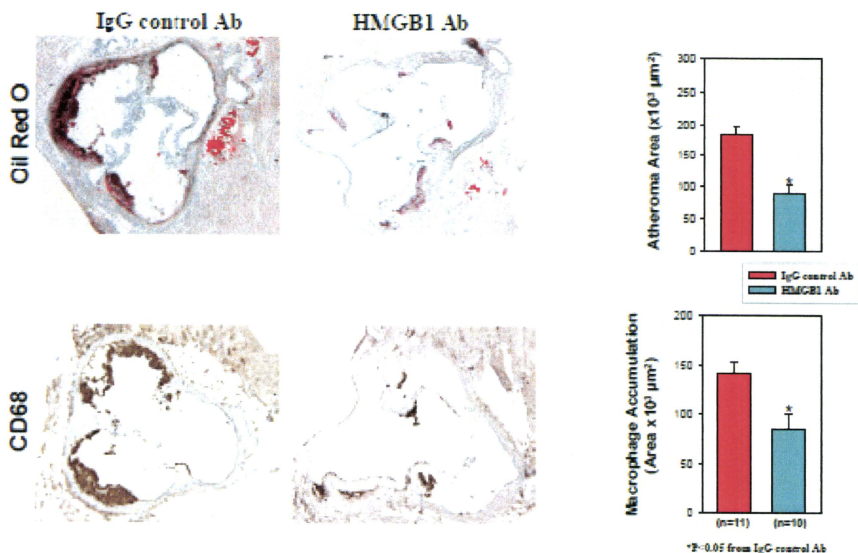 IgG control Ab
HMGB1 Ab
Oil Red O
CD68
Atheroma Area (x10³ µm²)
300
250
200
150
100
50
0
*
IgG control Ab
HMGB1 Ab
Macrophage Accumulation
(Area x10³ µm²)
200
150
100
50
0
*
(n=11)
(n=10)
*P<0.05 from IgG control Ab